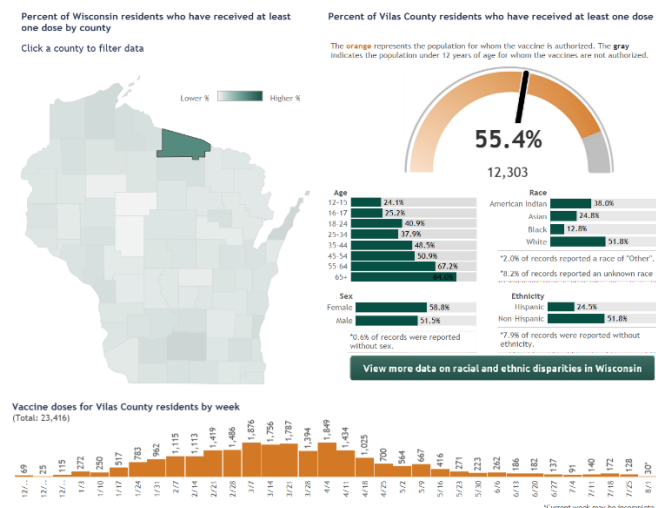 Percent of Wisconsin residents who have received at least
one dose by county
Click a county to filter data
Lower %
Higher %
Percent of Vilas County residents who have received at least one dose
The orange represents the population for whom the vaccine is authorized. The gray
indicates the population under 12 years of age for whom the vaccines are not authorized.
55.4%
12,303
Age
12-15 24.1%
16-17 25.2%
18-24 40.9%
25-34 37.9%
35-44 48.5%
45-54 50.9%
55-64 67.2%
65+
Sex
Female 58.8%
Male 51.5%
*0.6% of records were reported
without sex.
Race
American Indian 38.0%
Asian 24.8%
Black 12.8%
White 51.8%
*2.0% of records reported a race of "Other".
*8.2% of records reported an unknown race
Ethnicity
Hispanic 24.5%
Non-Hispanic 51.8%
*7.9% of records were reported without
ethnicity.
View more data on racial and ethnic disparities in Wisconsin
Vaccine doses for Vilas County residents by week
(Total: 23,416)
69 25 115 272 250 517 783 962 1,115 1,113 1,419 1,486 1,876 1,756 1,787 1,394 1,849 1,434 1,025 700 564 667 416 271 223 262 186 182 137 91 140 172 128 30*
12/... 12/... 12/... 1/3 1/10 1/17 1/24 1/31 2/7 2/14 2/21 2/28 3/7 3/14 3/21 3/28 4/4 4/11 4/18 4/25 5/2 5/9 5/16 5/23 5/30 6/6 6/13 6/20 6/27 7/4 7/11 7/18 7/25 8/1
*Current week may be incomplete